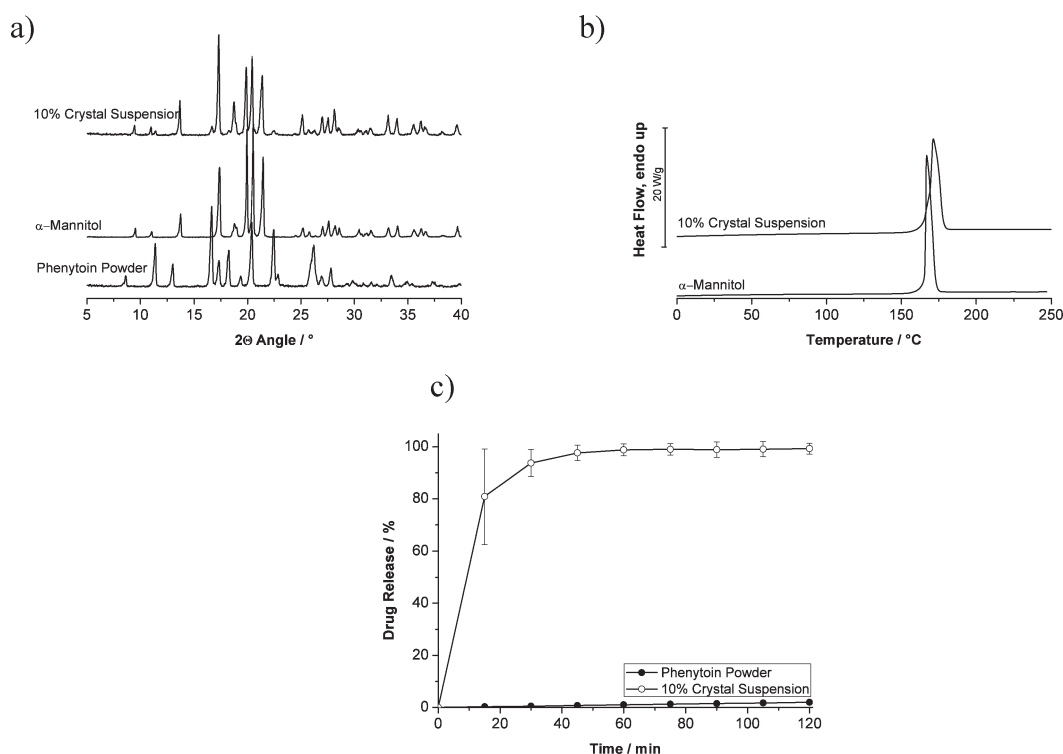 a)
10% Crystal Suspension
α–Mannitol
Phenytoin Powder
5 10 15 20 25 30 35 40
2Θ Angle / °
b)
Heat Flow, endo up
20 W/g
10% Crystal Suspension
α–Mannitol
0 50 100 150 200 250
Temperature / °C
c)
Drug Release / %
100
80
60
40
20
0
Phenytoin Powder
10% Crystal Suspension
0 20 40 60 80 100 120
Time / min